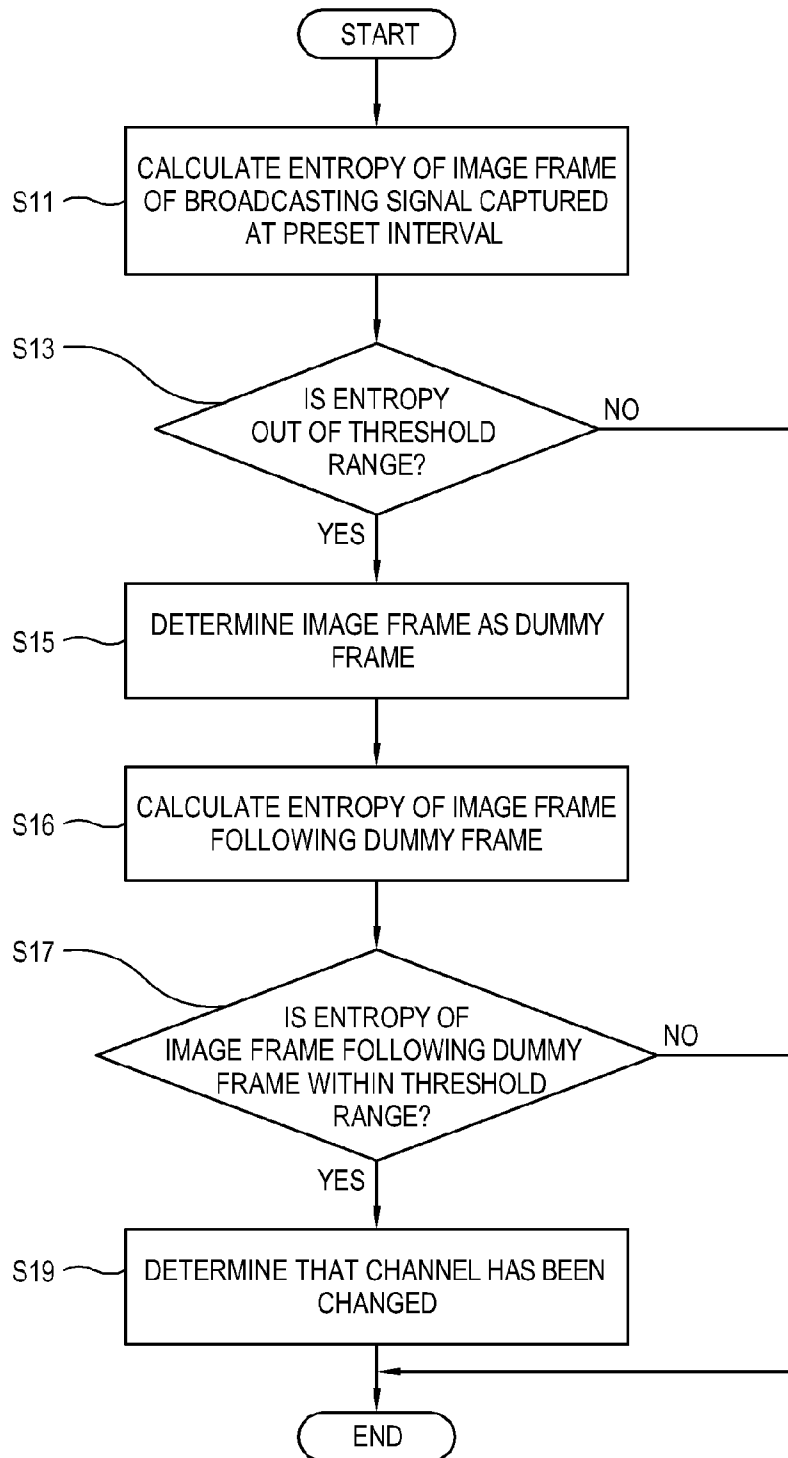 START
S11
CALCULATE ENTROPY OF IMAGE FRAME
OF BROADCASTING SIGNAL CAPTURED
AT PRESET INTERVAL
S13
IS ENTROPY
OUT OF THRESHOLD
RANGE?
NO
YES
S15
DETERMINE IMAGE FRAME AS DUMMY
FRAME
S16
CALCULATE ENTROPY OF IMAGE FRAME
FOLLOWING DUMMY FRAME
S17
IS ENTROPY OF
IMAGE FRAME FOLLOWING DUMMY
FRAME WITHIN THRESHOLD
RANGE?
NO
YES
S19
DETERMINE THAT CHANNEL HAS BEEN
CHANGED
END